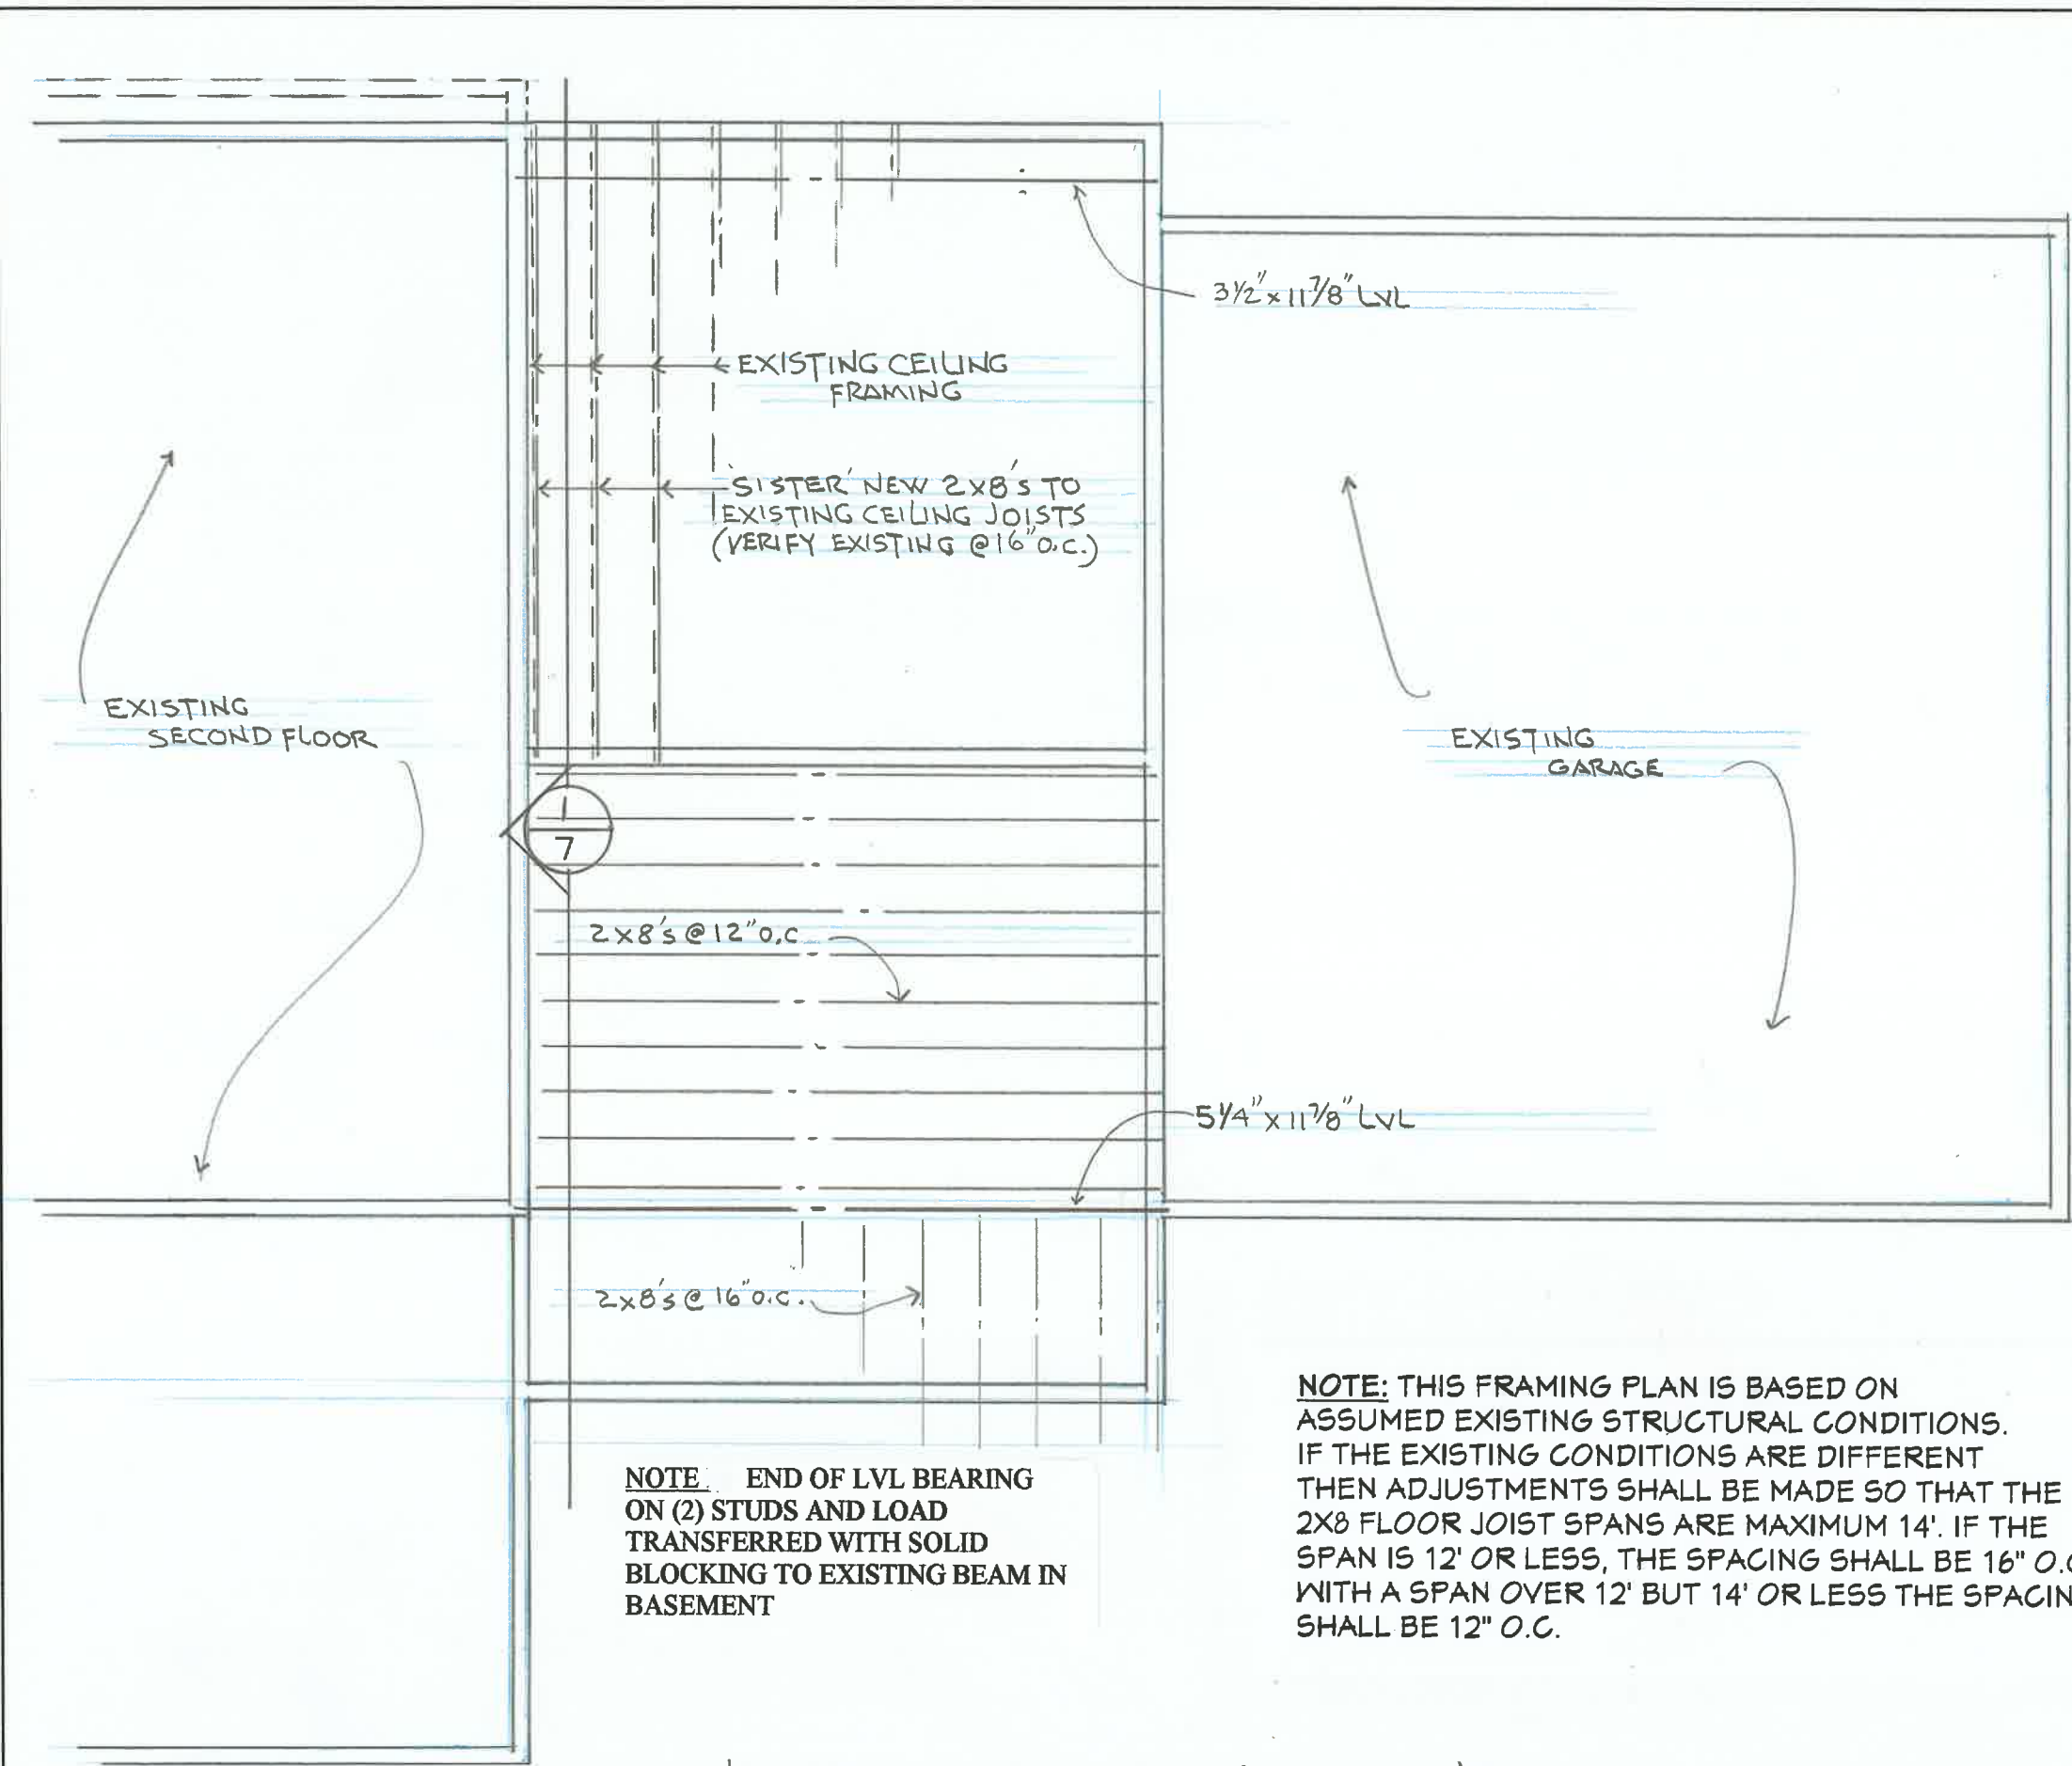 3½"x11⅞" LVL
EXISTING CEILING
FRAMING
'SISTER' NEW 2x8's TO
EXISTING CEILING JOISTS
(VERIFY EXISTING @16"O.C.)
EXISTING
SECOND FLOOR
EXISTING
GARAGE
1
7
2x8's@12"O.C
5¼"x11⅞" LVL
2x8's@16"O.C.
NOTE: THIS FRAMING PLAN IS BASED ON
ASSUMED EXISTING STRUCTURAL CONDITIONS.
IF THE EXISTING CONDITIONS ARE DIFFERENT
THEN ADJUSTMENTS SHALL BE MADE SO THAT THE
2X8 FLOOR JOIST SPANS ARE MAXIMUM 14'. IF THE
SPAN IS 12' OR LESS, THE SPACING SHALL BE 16" O.C
WITH A SPAN OVER 12' BUT 14' OR LESS THE SPACIN
SHALL BE 12" O.C.
NOTE: END OF LVL BEARING
ON (2) STUDS AND LOAD
TRANSFERRED WITH SOLID
BLOCKING TO EXISTING BEAM IN
BASEMENT